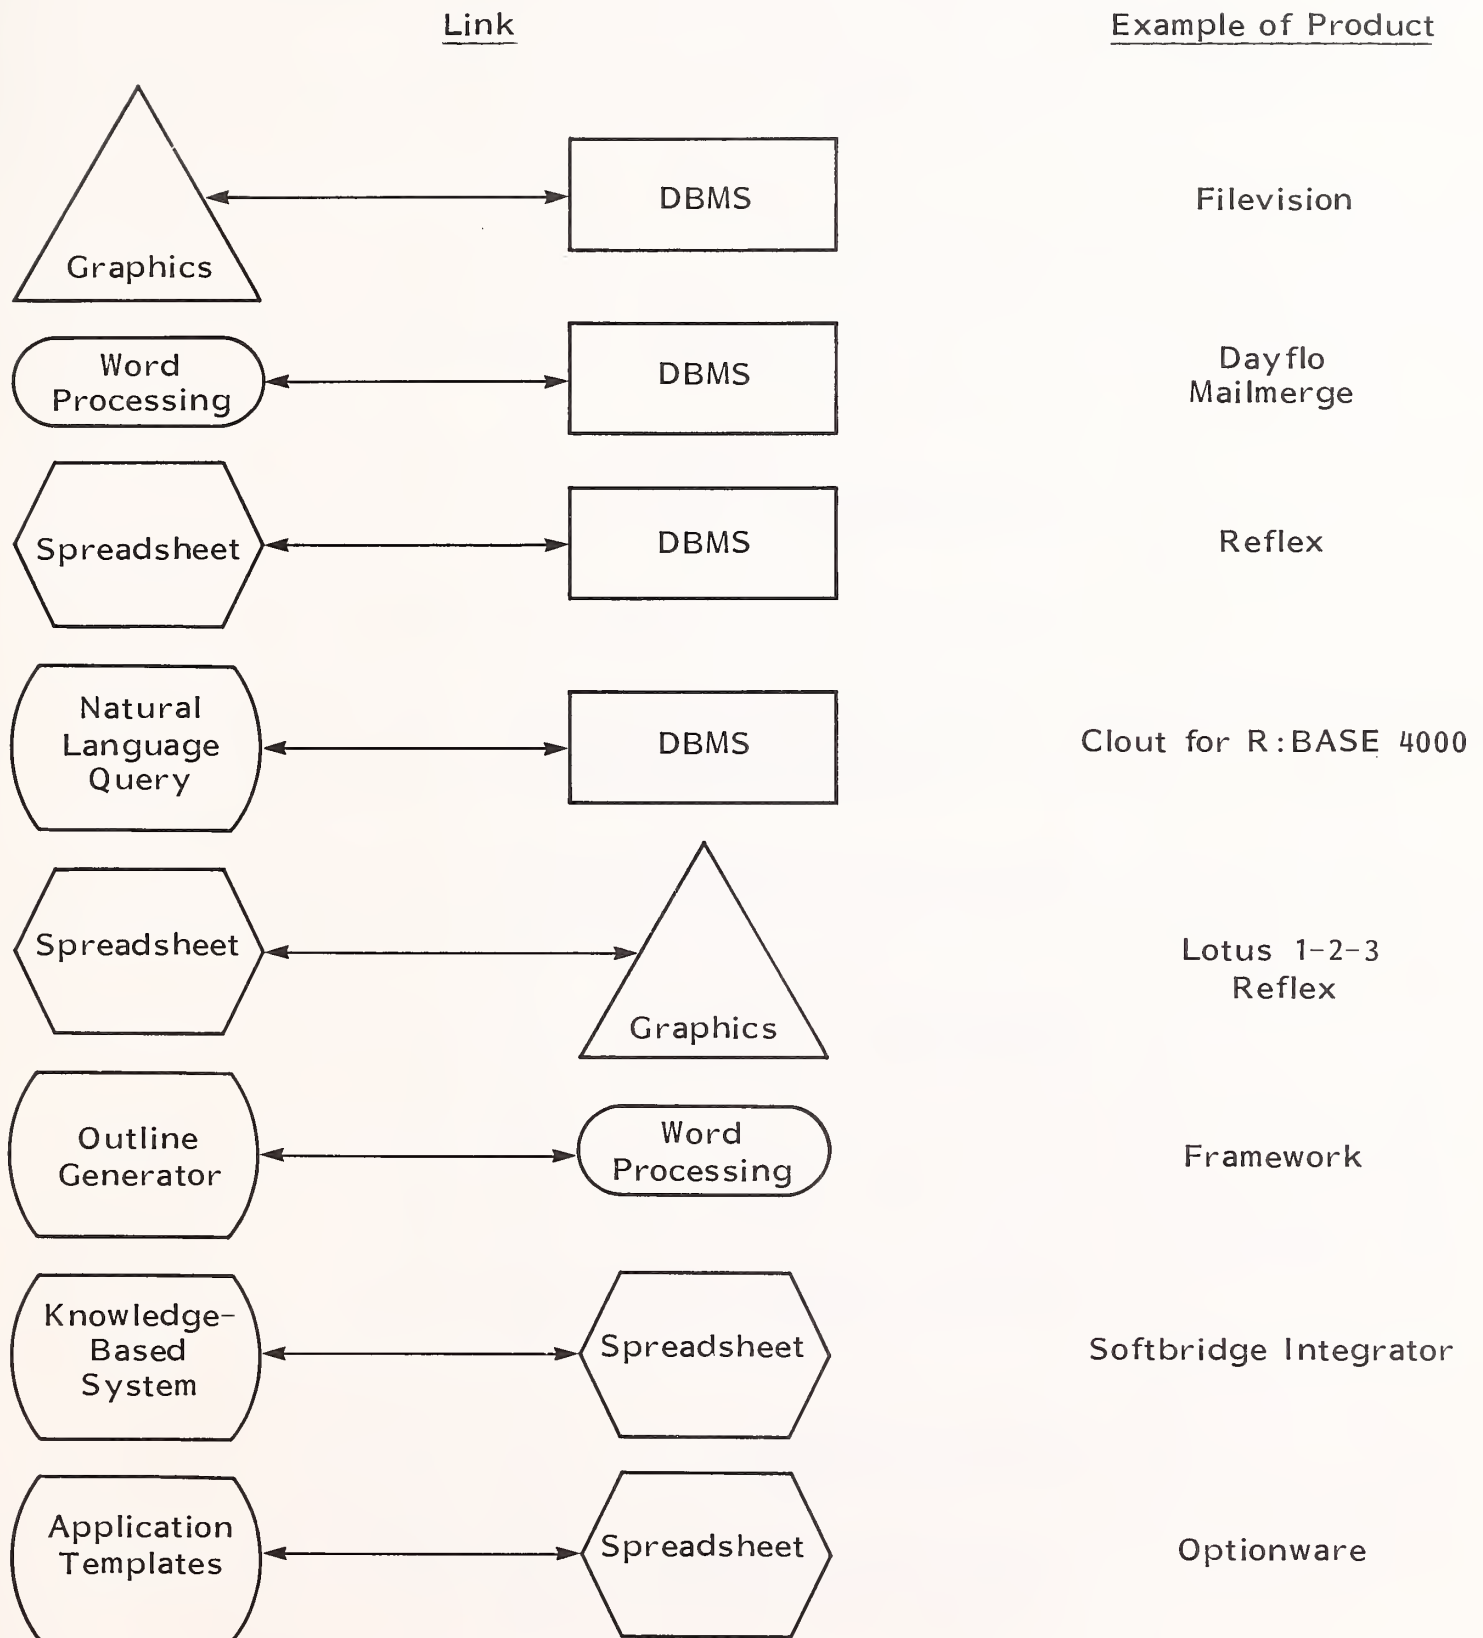 Link
Example of Product
Graphics
DBMS
Filevision
Word
Processing
DBMS
Dayflo
Mailmerge
Spreadsheet
DBMS
Reflex
Natural
Language
Query
DBMS
Clout for R:BASE 4000
Spreadsheet
Graphics
Lotus 1-2-3
Reflex
Outline
Generator
Word
Processing
Framework
Knowledge-
Based
System
Spreadsheet
Softbridge Integrator
Application
Templates
Spreadsheet
Optionware